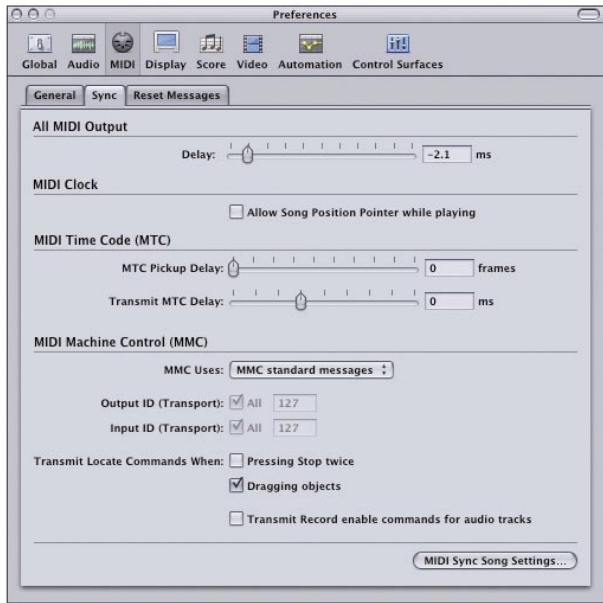 Preferences
Global Audio MIDI Display Score Video Automation Control Surfaces
General Sync Reset Messages
All MIDI Output
Delay: -2.1 ms
MIDI Clock
Allow Song Position Pointer while playing
MIDI Time Code (MTC)
MTC Pickup Delay: 0 frames
Transmit MTC Delay: 0 ms
MIDI Machine Control (MMC)
MMC Uses: MMC standard messages
Output ID (Transport): All 127
Input ID (Transport): All 127
Transmit Locate Commands When: Pressing Stop twice
Dragging objects
Transmit Record enable commands for audio tracks
MIDI Sync Song Settings...